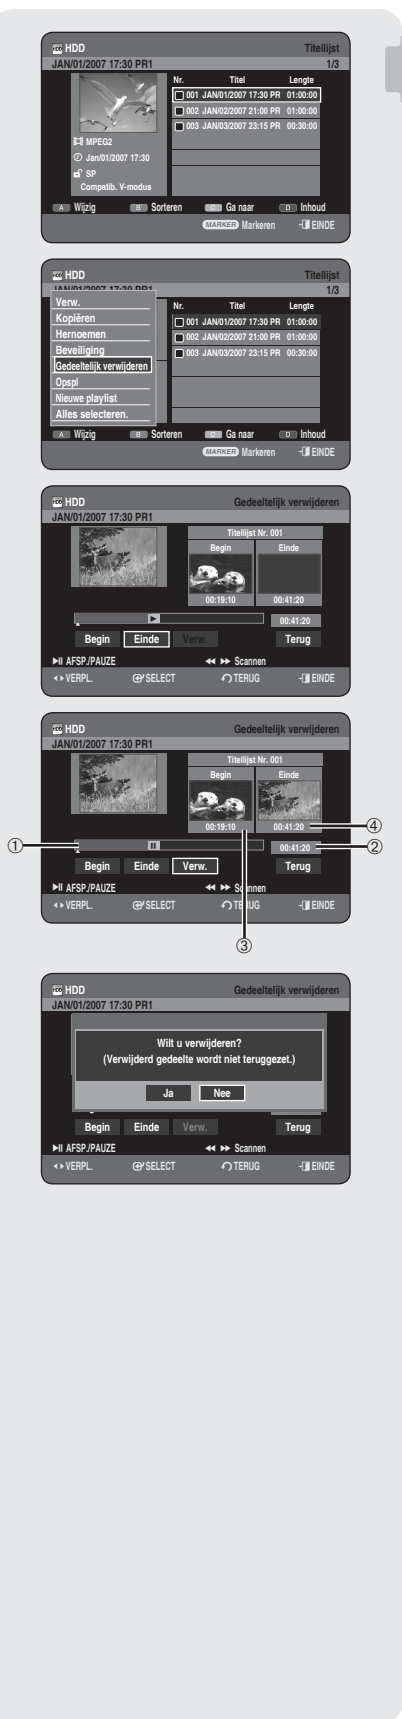 HDD Titellijst
JAN/01/2007 17:30 PR1 1/3
Nr. Titel Lengte
001 JAN/01/2007 17:30 PR 01:00:00
002 JAN/02/2007 21:00 PR 01:00:00
003 JAN/03/2007 23:15 PR 00:30:00
MPEG2
Jan/01/2007 17:30
SP
Compatib. V-modus
A Wijzig B Sorteren C Ga naar D Inhoud
MARKER Markeren EINDE
HDD Titellijst
JAN/01/2007 17:30 PR1 1/3
Verw.
Kopiëren
Hernoemen
Beveiliging
Gedeeltelijk verwijderen
Opspl
Nieuwe playlist
Alles selecteren.
Nr. Titel Lengte
001 JAN/01/2007 17:30 PR 01:00:00
002 JAN/02/2007 21:00 PR 01:00:00
003 JAN/03/2007 23:15 PR 00:30:00
A Wijzig B Sorteren C Ga naar D Inhoud
MARKER Markeren EINDE
HDD Gedeeltelijk verwijderen
JAN/01/2007 17:30 PR1
Titellijst Nr. 001
Begin Einde
00:19:10 00:41:20
00:41:20
Begin Einde Verw. Terug
AFSP./PAUZE Scannen
VERPL. SELECT TERUG EINDE
HDD Gedeeltelijk verwijderen
JAN/01/2007 17:30 PR1
Titellijst Nr. 001
Begin Einde
00:19:10 00:41:20 ④
① 00:41:20 ②
Begin Einde Verw. Terug
AFSP./PAUZE Scannen
VERPL. SELECT TERUG EINDE
③
HDD Gedeeltelijk verwijderen
JAN/01/2007 17:30 PR1
Wilt u verwijderen?
(Verwijderd gedeelte wordt niet teruggezet.)
Ja Nee
Begin Einde Verw. Terug
AFSP./PAUZE Scannen
VERPL. SELECT TERUG EINDE